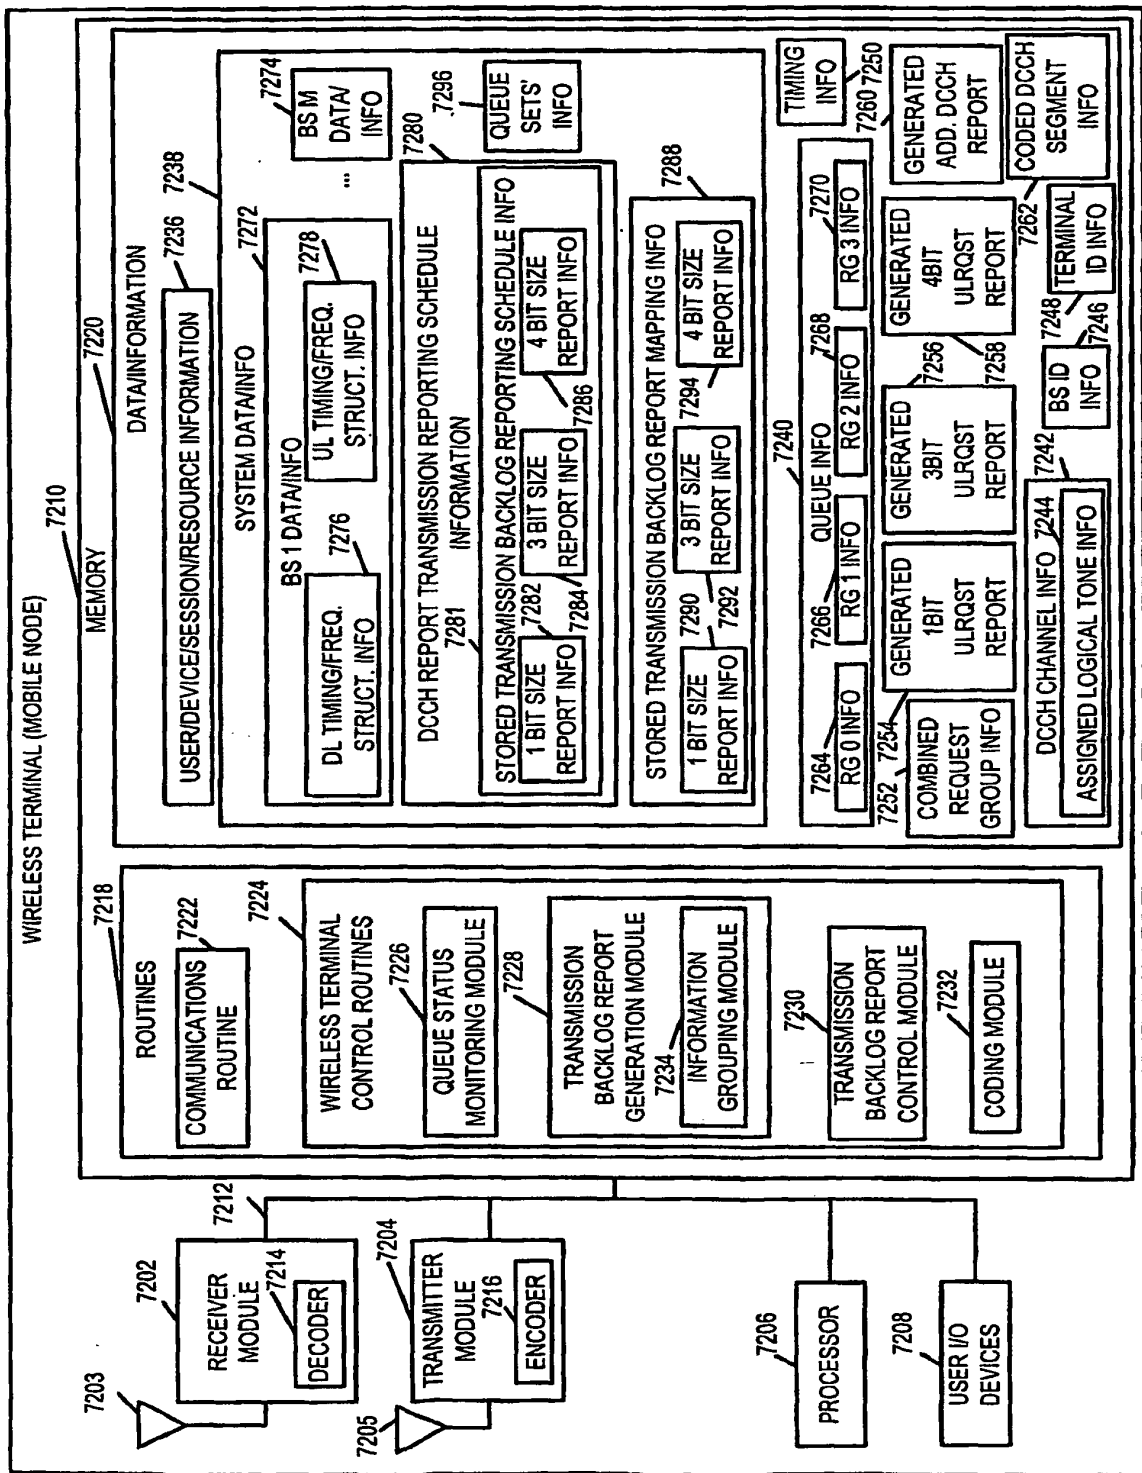 WIRELESS TERMINAL (MOBILE NODE)
7203
7202
RECEIVER
MODULE
7214
DECODER
7212
7205
7204
TRANSMITTER
MODULE
7216
ENCODER
7206
PROCESSOR
7208
USER I/O
DEVICES
7210
MEMORY
7218
ROUTINES
7222
COMMUNICATIONS
ROUTINE
7224
WIRELESS TERMINAL
CONTROL ROUTINES
7226
QUEUE STATUS
MONITORING MODULE
7228
TRANSMISSION
BACKLOG REPORT
GENERATION MODULE
7234
INFORMATION
GROUPING MODULE
7230
TRANSMISSION
BACKLOG REPORT
CONTROL MODULE
7232
CODING MODULE
7220
DATA/INFORMATION
7236
USER/DEVICE/SESSION/RESOURCE INFORMATION
7238
SYSTEM DATA/INFO
7272
BS 1 DATA/INFO
7276
DL TIMING/FREQ.
STRUCT. INFO
7278
UL TIMING/FREQ.
STRUCT. INFO
...
7274
BS M
DATA/
INFO
7280
DCCH REPORT TRANSMISSION REPORTING SCHEDULE
INFORMATION
7281
STORED TRANSMISSION BACKLOG REPORTING SCHEDULE INFO
7282
1 BIT SIZE
REPORT INFO
7284
3 BIT SIZE
REPORT INFO
7286
4 BIT SIZE
REPORT INFO
7296
QUEUE
SETS'
INFO
7288
STORED TRANSMISSION BACKLOG REPORT MAPPING INFO
7290
1 BIT SIZE
REPORT INFO
7292
3 BIT SIZE
REPORT INFO
7294
4 BIT SIZE
REPORT INFO
7240
QUEUE INFO
7264
RG 0 INFO
7266
RG 1 INFO
7268
RG 2 INFO
7270
RG 3 INFO
TIMING
INFO
7250
7252
COMBINED
REQUEST
GROUP INFO
7254
GENERATED
1BIT
ULRQST
REPORT
7256
GENERATED
3BIT
ULRQST
REPORT
7258
GENERATED
4BIT
ULRQST
REPORT
7260
GENERATED
ADD. DCCH
REPORT
7242
DCCH CHANNEL INFO
7244
ASSIGNED LOGICAL TONE INFO
7246
BS ID
INFO
7248
TERMINAL
ID INFO
7262
CODED DCCH
SEGMENT
INFO